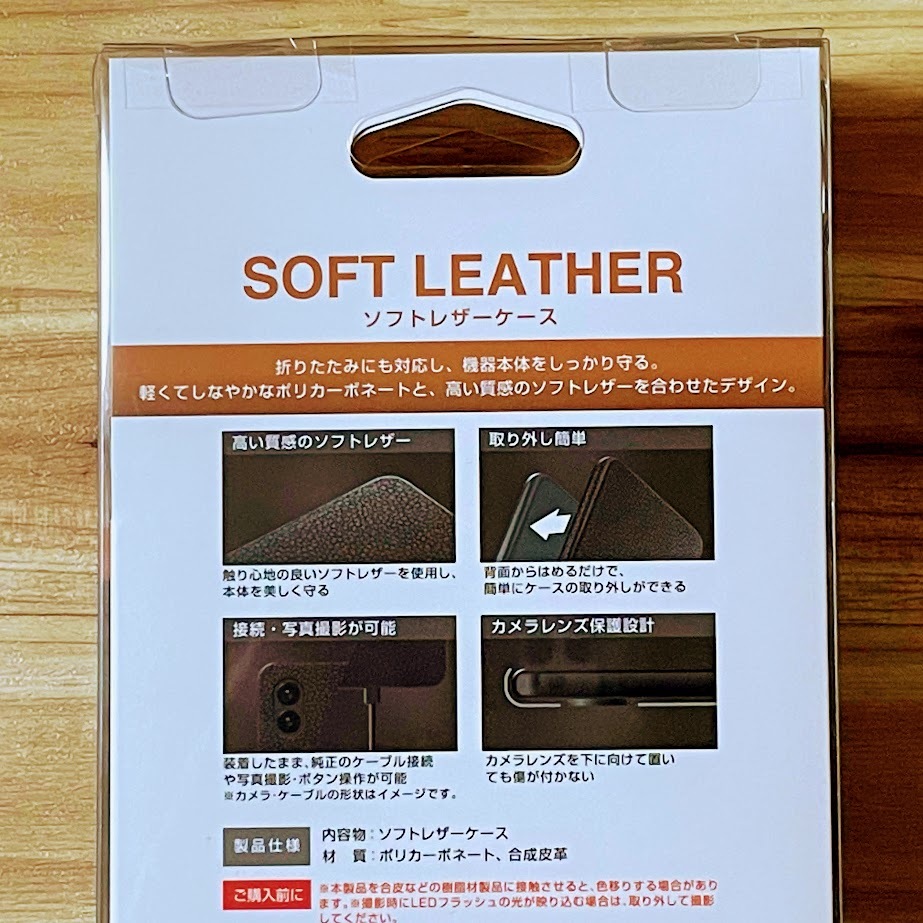 SOFT LEATHER
ソフトレザーケース
折りたたみにも対応し、機器本体をしっかり守る。
軽くてしなやかなポリカーボネートと、高い質感のソフトレザーを合わせたデザイン。
高い質感のソフトレザー
触り心地の良いソフトレザーを使用し、
本体を美しく守る
取り外し簡単
背面からはめるだけで、
簡単にケースの取り外しができる
接続・写真撮影が可能
装着したまま、純正のケーブル接続
や写真撮影・ボタン操作が可能
※カメラ・ケーブルの形状はイメージです。
カメラレンズ保護設計
カメラレンズを下に向けて置い
ても傷が付かない
製品仕様
内容物：ソフトレザーケース
材　質：ポリカーボネート、合成皮革
ご購入前に
※本製品を合皮などの樹脂材製品に接触させると、色移りする場合があり
ます。※撮影時にLEDフラッシュの光が映り込む場合は、取り外して撮影
してください。